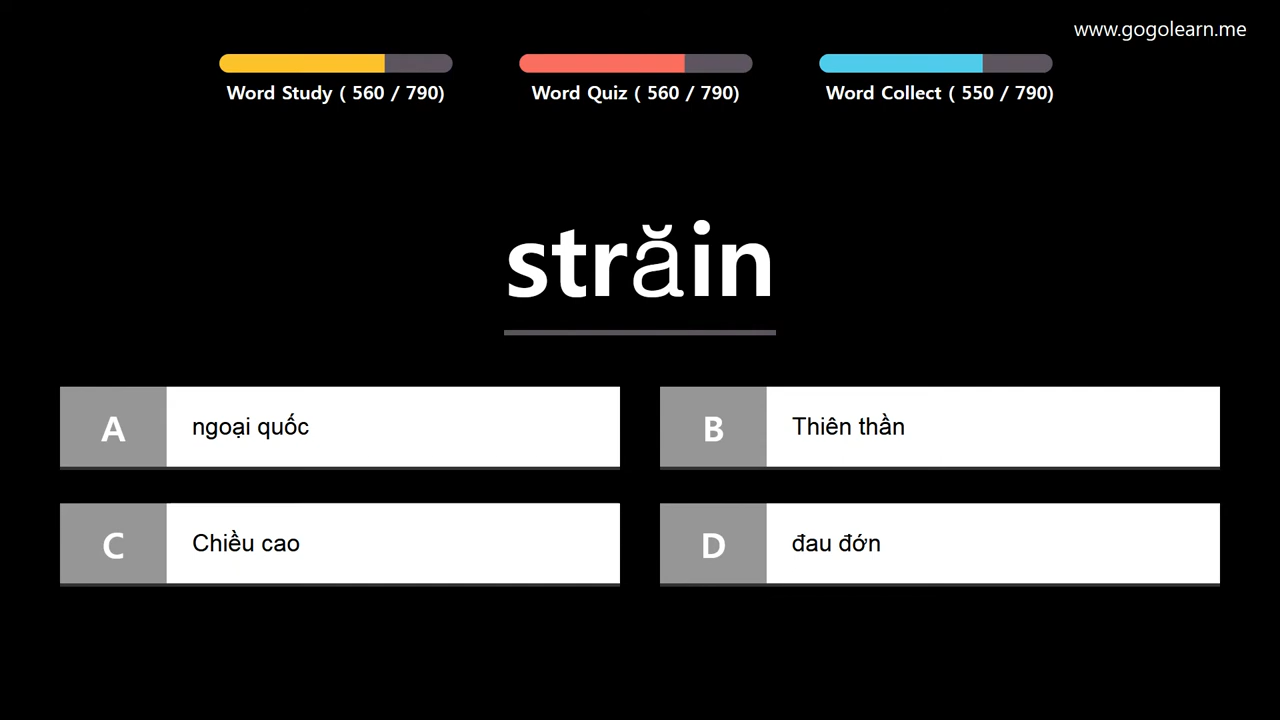 www.gogolearn.me
Word Study ( 560 / 790)
Word Quiz ( 560 / 790)
Word Collect ( 550 / 790)
străin
A ngoại quốc
B Thiên thần
C Chiều cao
D đau đớn